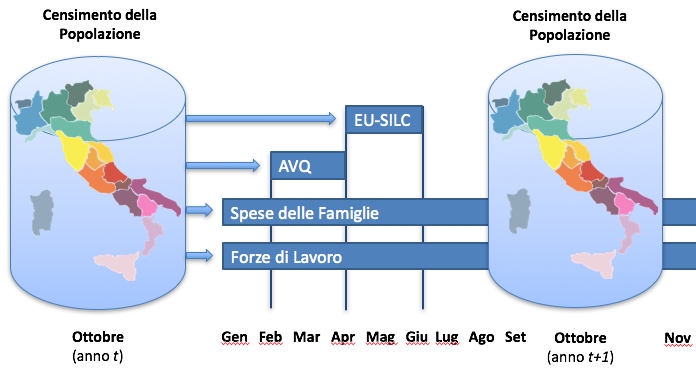 Censimento della
Popolazione
Censimento della
Popolazione
EU-SILC
AVQ
Spese delle Famiglie
Forze di Lavoro
Ottobre
(anno t)
Gen Feb Mar Apr Mag Giu Lug Ago Set
Ottobre
(anno t+1)
Nov